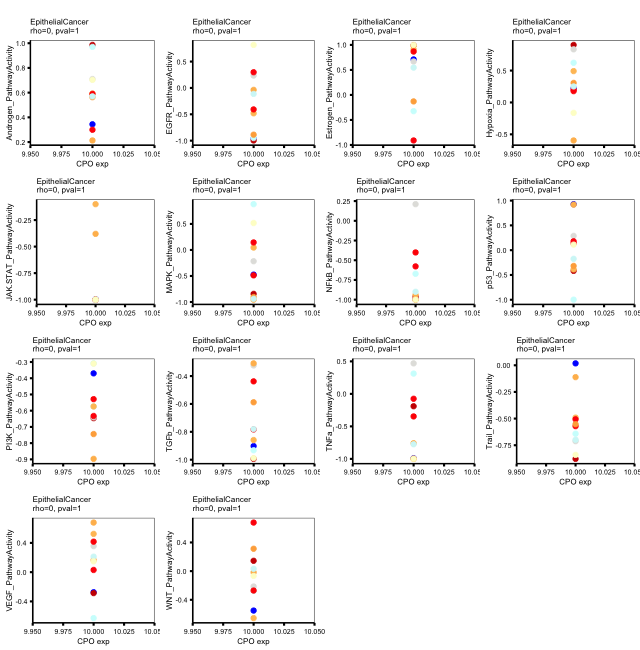 EpithelialCancer
rho=0, pval=1
Androgen_PathwayActivity
1.0
0.8
0.6
0.4
0.2
9.950 9.975 10.000 10.025 10.05
CPO exp
EpithelialCancer
rho=0, pval=1
EGFR_PathwayActivity
0.5
0.0
-0.5
-1.0
9.950 9.975 10.000 10.025 10.05
CPO exp
EpithelialCancer
rho=0, pval=1
Estrogen_PathwayActivity
1.0
0.5
0.0
-0.5
-1.0
9.950 9.975 10.000 10.025 10.05
CPO exp
EpithelialCancer
rho=0, pval=1
Hypoxia_PathwayActivity
0.5
0.0
-0.5
9.950 9.975 10.000 10.025 10.05
CPO exp
EpithelialCancer
rho=0, pval=1
JAK.STAT_PathwayActivity
-0.25
-0.50
-0.75
-1.00
9.950 9.975 10.000 10.025 10.05
CPO exp
EpithelialCancer
rho=0, pval=1
MAPK_PathwayActivity
0.5
0.0
-0.5
-1.0
9.950 9.975 10.000 10.025 10.05
CPO exp
EpithelialCancer
rho=0, pval=1
NFkB_PathwayActivity
0.25
0.00
-0.25
-0.50
-0.75
-1.00
9.950 9.975 10.000 10.025 10.05
CPO exp
EpithelialCancer
rho=0, pval=1
p53_PathwayActivity
1.0
0.5
0.0
-0.5
-1.0
9.950 9.975 10.000 10.025 10.05
CPO exp
EpithelialCancer
rho=0, pval=1
PI3K_PathwayActivity
-0.3
-0.4
-0.5
-0.6
-0.7
-0.8
-0.9
9.950 9.975 10.000 10.025 10.05
CPO exp
EpithelialCancer
rho=0, pval=1
TGFb_PathwayActivity
-0.4
-0.6
-0.8
-1.0
9.950 9.975 10.000 10.025 10.05
CPO exp
EpithelialCancer
rho=0, pval=1
TNFa_PathwayActivity
0.5
0.0
-0.5
-1.0
9.950 9.975 10.000 10.025 10.05
CPO exp
EpithelialCancer
rho=0, pval=1
Trail_PathwayActivity
0.00
-0.25
-0.50
-0.75
9.950 9.975 10.000 10.025 10.05
CPO exp
EpithelialCancer
rho=0, pval=1
VEGF_PathwayActivity
0.4
0.0
-0.4
9.950 9.975 10.000 10.025 10.05
CPO exp
EpithelialCancer
rho=0, pval=1
WNT_PathwayActivity
0.4
0.0
-0.4
9.950 9.975 10.000 10.025 10.050
CPO exp